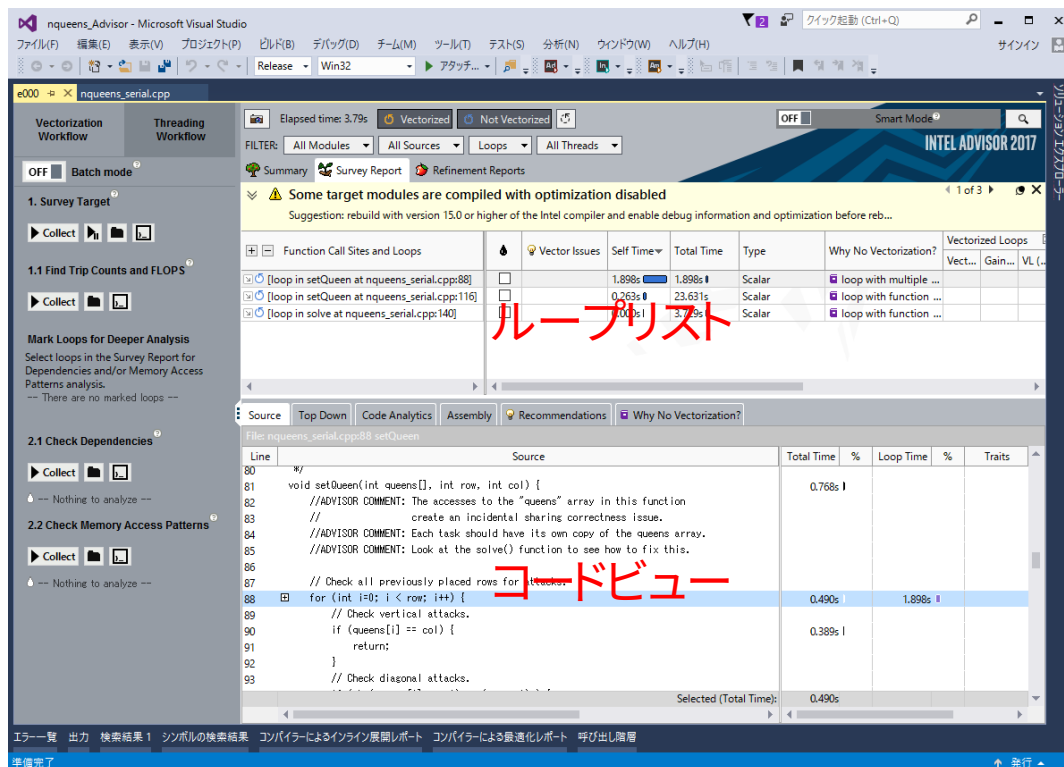 nqueens_Advisor - Microsoft Visual Studio
2
クイック起動 (Ctrl+Q)
ファイル(F) 編集(E) 表示(V) プロジェクト(P) ビルド(B) デバッグ(D) チーム(M) ツール(T) テスト(S) 分析(N) ウィンドウ(W) ヘルプ(H)
サインイン
Release Win32 アタッチ...
e000 nqueens_serial.cpp
ソリューション エクスプローラー
Vectorization Workflow
Threading Workflow
Elapsed time: 3.79s Vectorized Not Vectorized
OFF Smart Mode
FILTER: All Modules All Sources Loops All Threads
INTEL ADVISOR 2017
OFF Batch mode
Summary Survey Report Refinement Reports
Some target modules are compiled with optimization disabled
1 of 3
Suggestion: rebuild with version 15.0 or higher of the Intel compiler and enable debug information and optimization before reb...
1. Survey Target
Collect
1.1 Find Trip Counts and FLOPS
Collect
Mark Loops for Deeper Analysis
Select loops in the Survey Report for
Dependencies and/or Memory Access
Patterns analysis.
-- There are no marked loops --
2.1 Check Dependencies
Collect
-- Nothing to analyze --
2.2 Check Memory Access Patterns
Collect
-- Nothing to analyze --
Function Call Sites and Loops Vector Issues Self Time Total Time Type Why No Vectorization? Vectorized Loops
Vect... Gain... VL (..
[loop in setQueen at nqueens_serial.cpp:88] 1.898s 1.898s Scalar loop with multiple ...
[loop in setQueen at nqueens_serial.cpp:116] 0.263s 23.631s Scalar loop with function ...
[loop in solve at nqueens_serial.cpp:140] Scalar loop with function ...
ループリスト
Source Top Down Code Analytics Assembly Recommendations Why No Vectorization?
File: nqueens_serial.cpp:88 setQueen
Line Source Total Time % Loop Time % Traits
80 */
81 void setQueen(int queens[], int row, int col) { 0.768s
82 //ADVISOR COMMENT: The accesses to the "queens" array in this function
83 // create an incidental sharing correctness issue.
84 //ADVISOR COMMENT: Each task should have its own copy of the queens array.
85 //ADVISOR COMMENT: Look at the solve() function to see how to fix this.
86
87 // Check all previously placed rows for attacks.
コードビュー
88 for (int i=0; i < row; i++) { 0.490s 1.898s
89 // Check vertical attacks.
90 if (queens[i] == col) { 0.389s
91 return;
92 }
93 // Check diagonal attacks.
Selected (Total Time): 0.490s
エラー一覧 出力 検索結果 1 シンボルの検索結果 コンパイラーによるインライン展開レポート コンパイラーによる最適化レポート 呼び出し階層
準備完了
発行